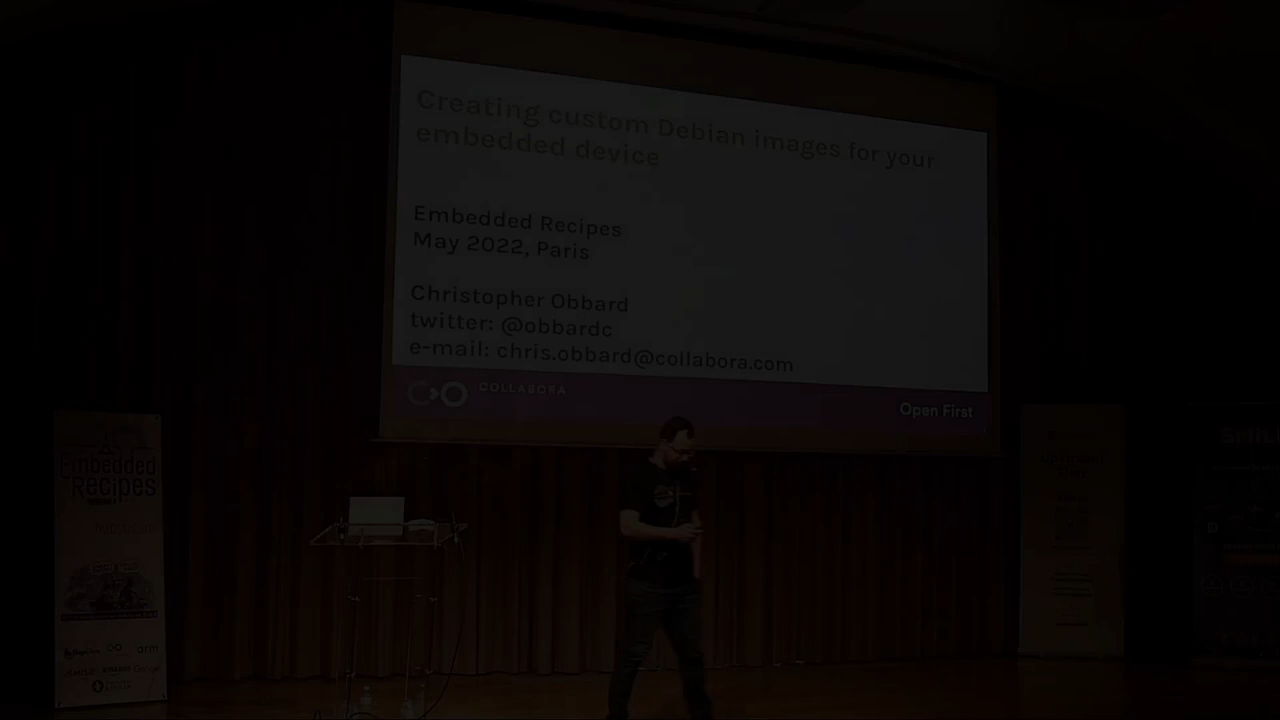 Creating custom Debian images for your
embedded device
Embedded Recipes
May 2022, Paris
Christopher Obbard
twitter: @obbardc
e-mail: chris.obbard@collabora.com
COLLABORA
Open First
Embedded
Recipes
arm